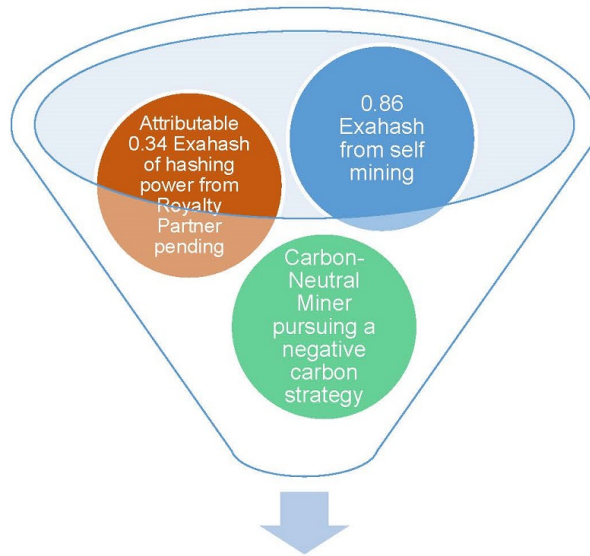 Attributable
0.34 Exahash
of hashing
power from
Royalty
Partner
pending
0.86
Exahash
from self
mining
Carbon-
Neutral
Miner
pursuing a
negative
carbon
strategy